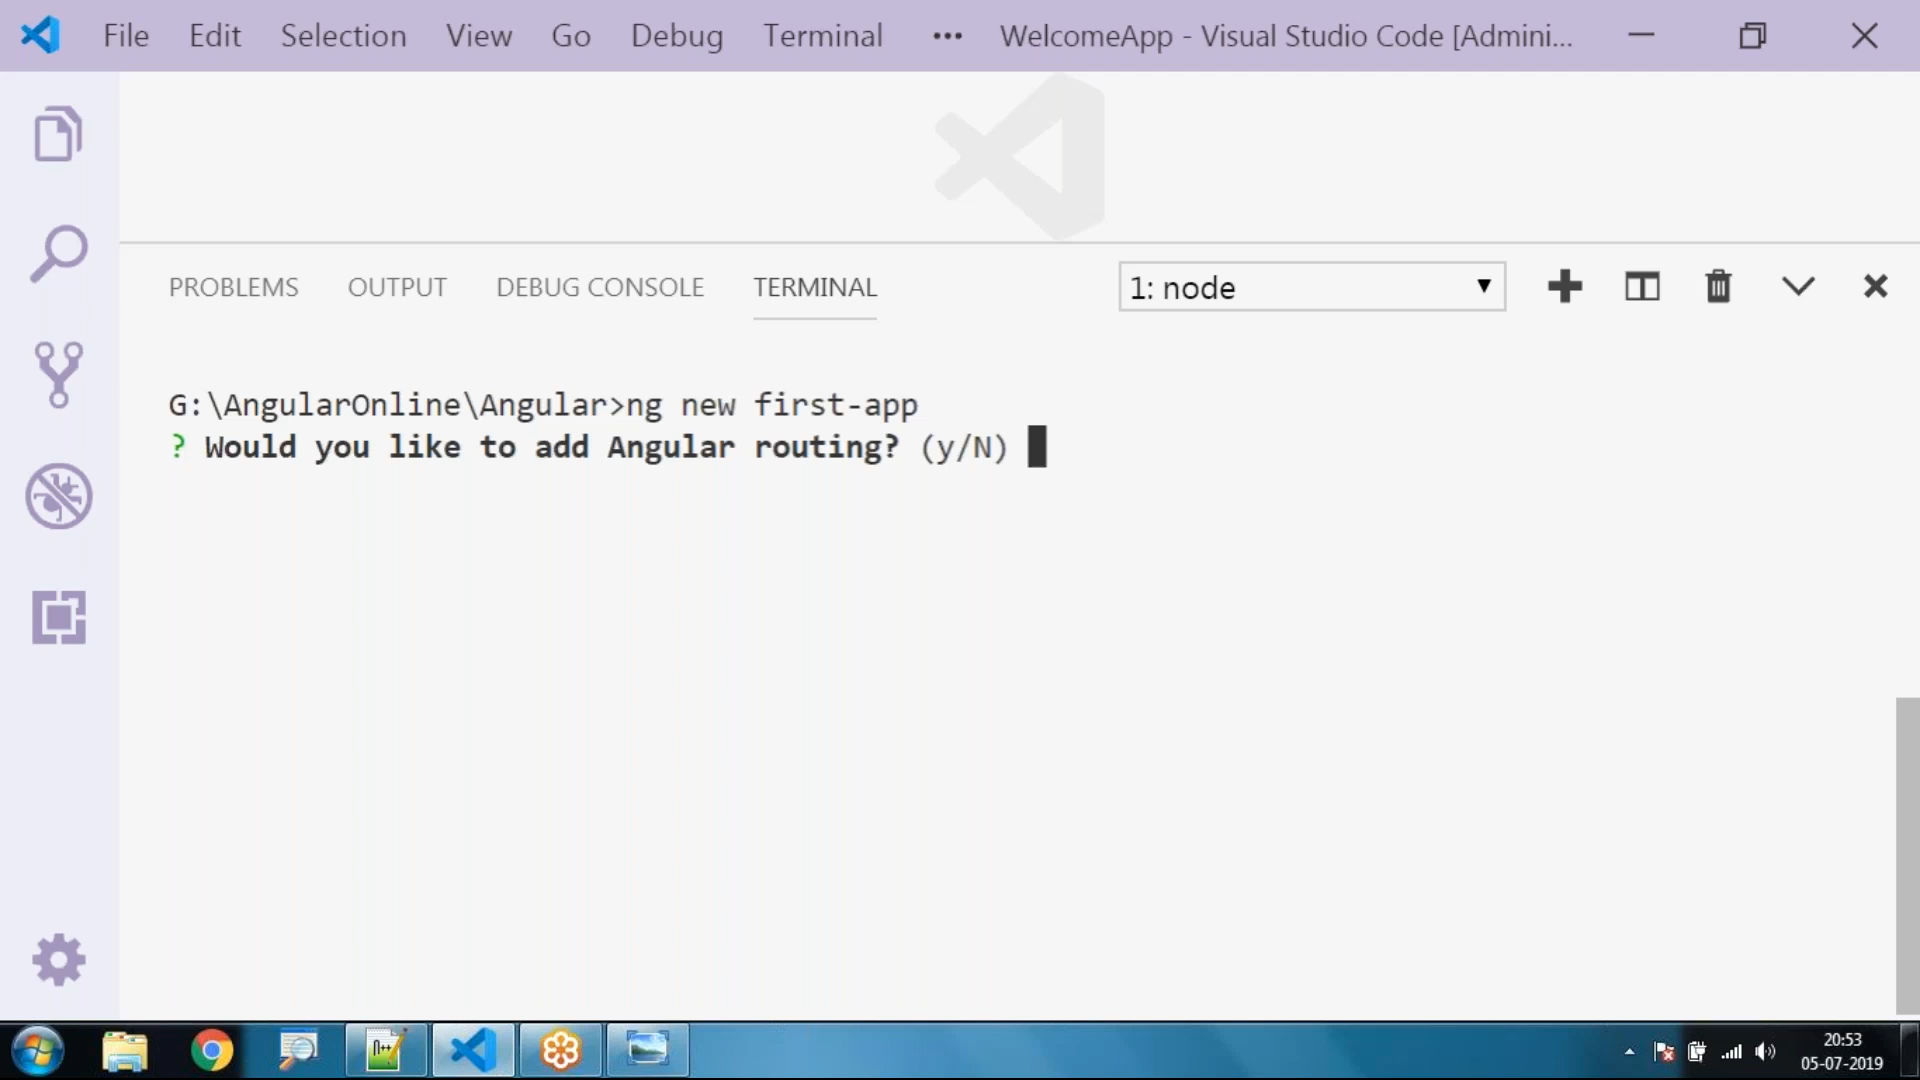 File Edit Selection View Go Debug Terminal ••• WelcomeApp - Visual Studio Code [Admini...
PROBLEMS OUTPUT DEBUG CONSOLE TERMINAL 1: node
G:\AngularOnline\Angular>ng new first-app
? Would you like to add Angular routing? (y/N)
n++
20:53
05-07-2019